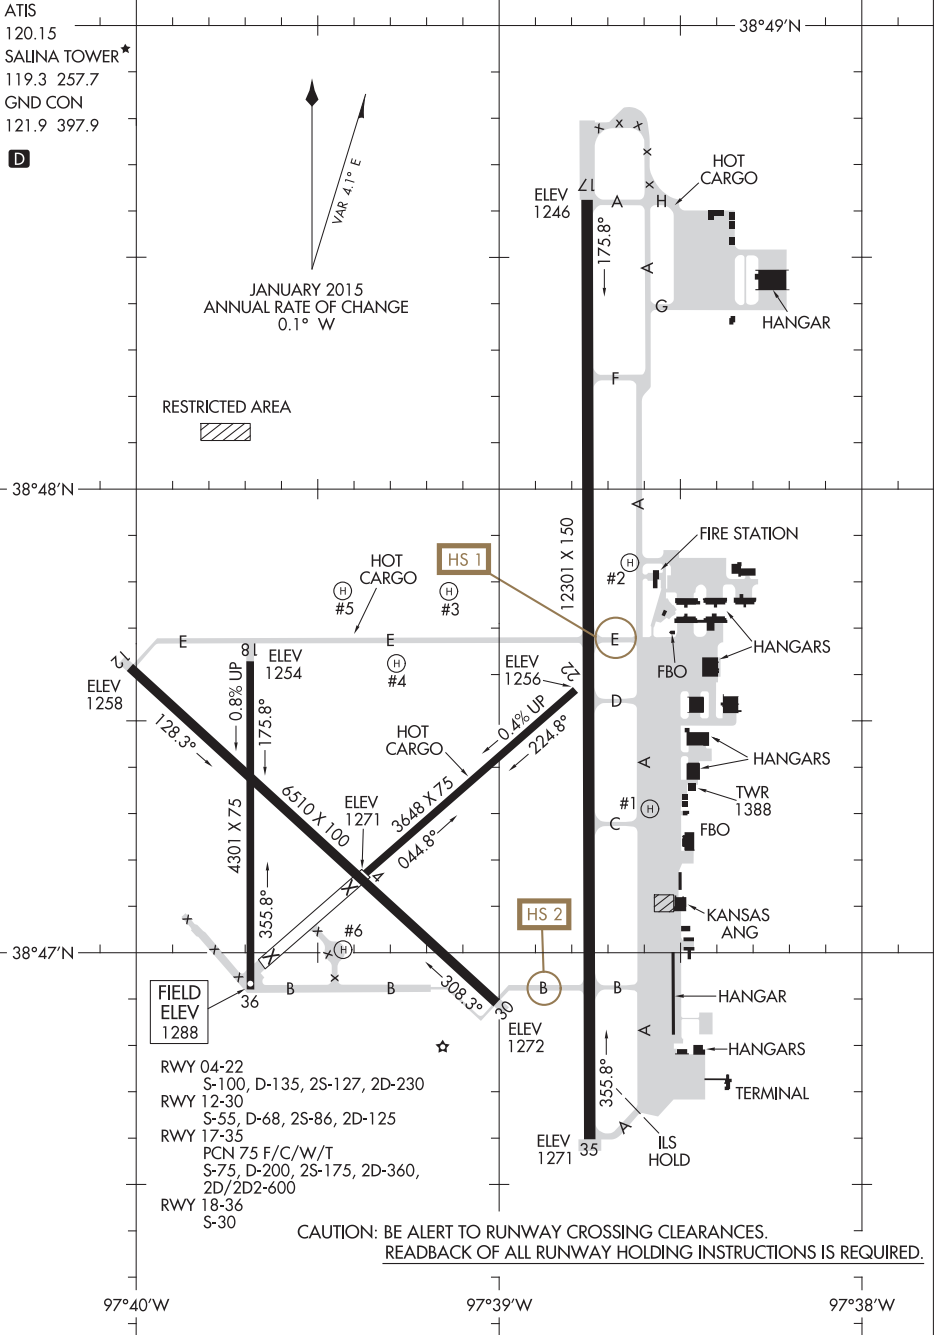 ATIS
120.15
SALINA TOWER
119.3 257.7
GND CON
121.9 397.9
D
38°49'N
VAR 4.1° E
JANUARY 2015
ANNUAL RATE OF CHANGE
0.1° W
RESTRICTED AREA
HOT
CARGO
ELEV
1246
17
A
H
175.8°
A
G
HANGAR
F
38°48'N
A
12301 X 150
FIRE STATION
HS 1
H
#2
HOT
CARGO
H
#5
H
#3
E
E
E
HANGARS
FBO
12
18
ELEV
1254
H
#4
ELEV
1256
22
ELEV
1258
0.8% UP
175.8°
128.3°
D
0.4% UP
224.8°
HOT
CARGO
A
HANGARS
TWR
1388
6510 X 100
ELEV
1271
3648 X 75
044.8°
#1
H
C
FBO
4301 X 75
355.8°
4
X
X
HS 2
KANSAS
ANG
#6
H
38°47'N
FIELD
ELEV
1288
36
B
B
308.3°
30
B
B
HANGAR
ELEV
1272
A
HANGARS
TERMINAL
355.8°
A
ILS
HOLD
ELEV
1271
35
RWY 04-22
S-100, D-135, 2S-127, 2D-230
RWY 12-30
S-55, D-68, 2S-86, 2D-125
RWY 17-35
PCN 75 F/C/W/T
S-75, D-200, 2S-175, 2D-360,
2D/2D2-600
RWY 18-36
S-30
CAUTION: BE ALERT TO RUNWAY CROSSING CLEARANCES.
READBACK OF ALL RUNWAY HOLDING INSTRUCTIONS IS REQUIRED.
97°40'W
97°39'W
97°38'W